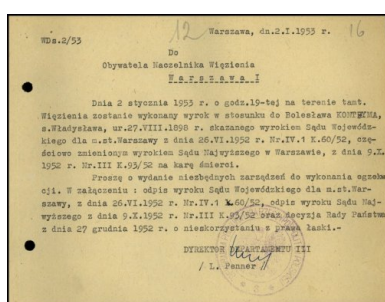 12 16
Warszawa, dn.2.I.1953 r.
WDs.2/53
Do
Obywatela Naczelnika Więzienia
Warszawa I
Dnia 2 stycznia 1953 r. o godz.19-tej na terenie tamt.
Więzienia zostanie wykonany wyrok w stosunku do Bolesława KONTRYMA,
s.Władysława, ur.27.VIII.1898 r. skazanego wyrokiem Sądu Wojewódz-
kiego dla m.st.Warszawy z dnia 26.VI.1952 r. Nr.IV.1 K.60/52, czę-
ściowo zmienionym wyrokiem Sądu Najwyższego w Warszawie, z dnia 9.X.
1952 r. Nr.III K.93/52 na karę śmierci.
Proszę o wydanie niezbędnych zarządzeń do wykonania egzeku
cji. W załączeniu : odpis wyroku Sądu Wojewódzkiego dla m.st.War-
szawy, z dnia 26.VI.1952 r. Nr.IV.1 K.60/52, odpis wyroku Sądu Naj-
wyższego z dnia 9.X.1952 r. Nr.III K.93/52 oraz decyzja Rady Państwa
z dnia 27 grudnia 1952 r. o nieskorzystaniu z prawa łaski.-
DYREKTOR DEPARTAMENTU III
/ L. Penner /